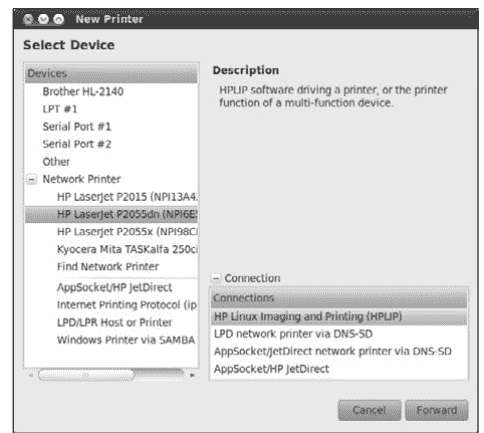 New Printer
Select Device
Devices
Brother HL-2140
LPT #1
Serial Port #1
Serial Port #2
Other
Network Printer
HP LaserJet P2015 (NPI13A4
HP LaserJet P2055dn (NPI6E
HP LaserJet P2055x (NPI98C
Kyocera Mita TASKalfa 250ci
Find Network Printer
AppSocket/HP JetDirect
Internet Printing Protocol (ip
LPD/LPR Host or Printer
Windows Printer via SAMBA
Description
HPLIP software driving a printer, or the printer
function of a multi-function device.
Connection
Connections
HP Linux Imaging and Printing (HPLIP)
LPD network printer via DNS-SD
AppSocket/JetDirect network printer via DNS-SD
AppSocket/HP JetDirect
Cancel
Forward